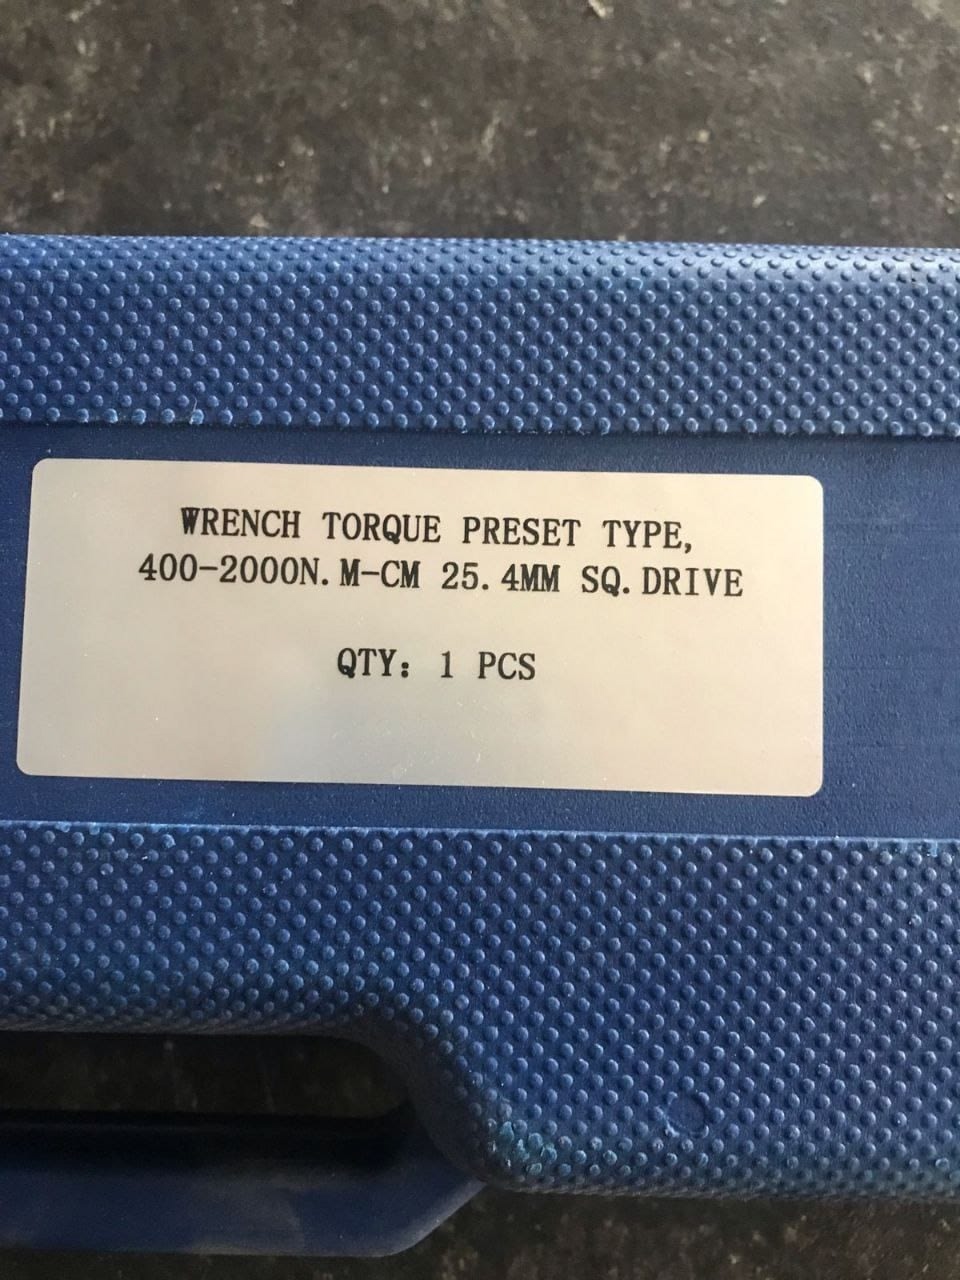 WRENCH TORQUE PRESET TYPE,
400-2000N.M-CM 25.4MM SQ.DRIVE
QTY: 1 PCS